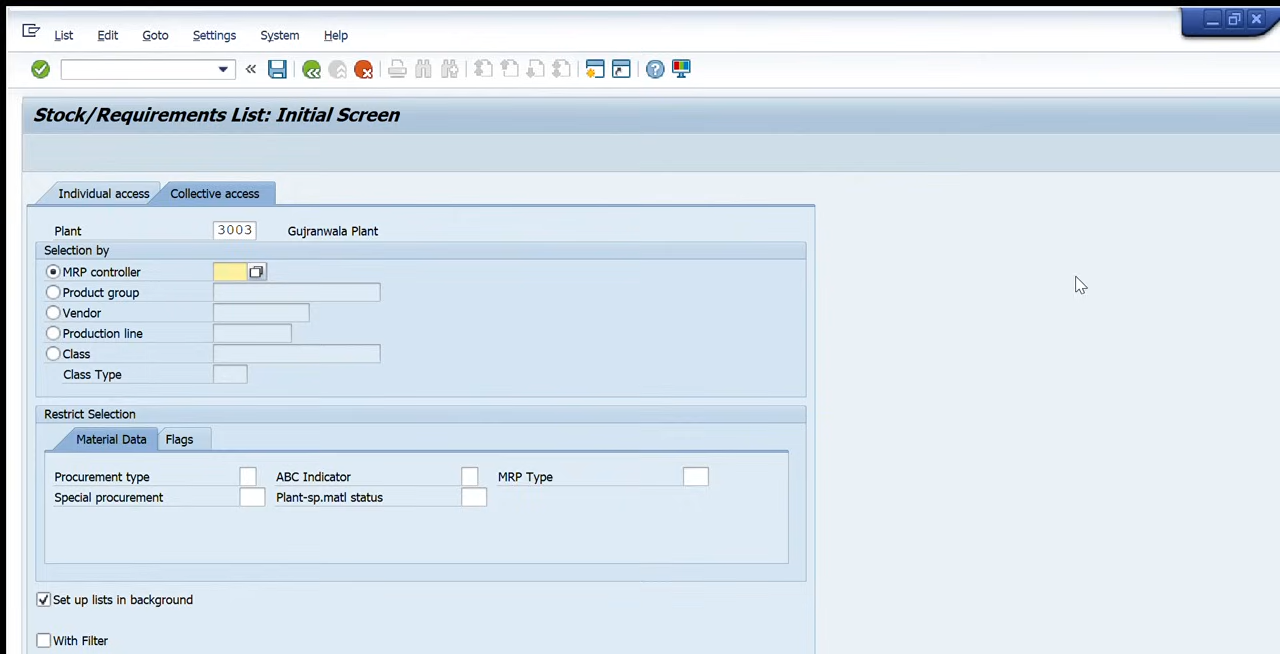 List Edit Goto Settings System Help
Stock/Requirements List: Initial Screen
Individual access Collective access
Plant 3003 Gujranwala Plant
Selection by
MRP controller
Product group
Vendor
Production line
Class
Class Type
Restrict Selection
Material Data Flags
Procurement type ABC Indicator MRP Type
Special procurement Plant-sp.matl status
Set up lists in background
With Filter